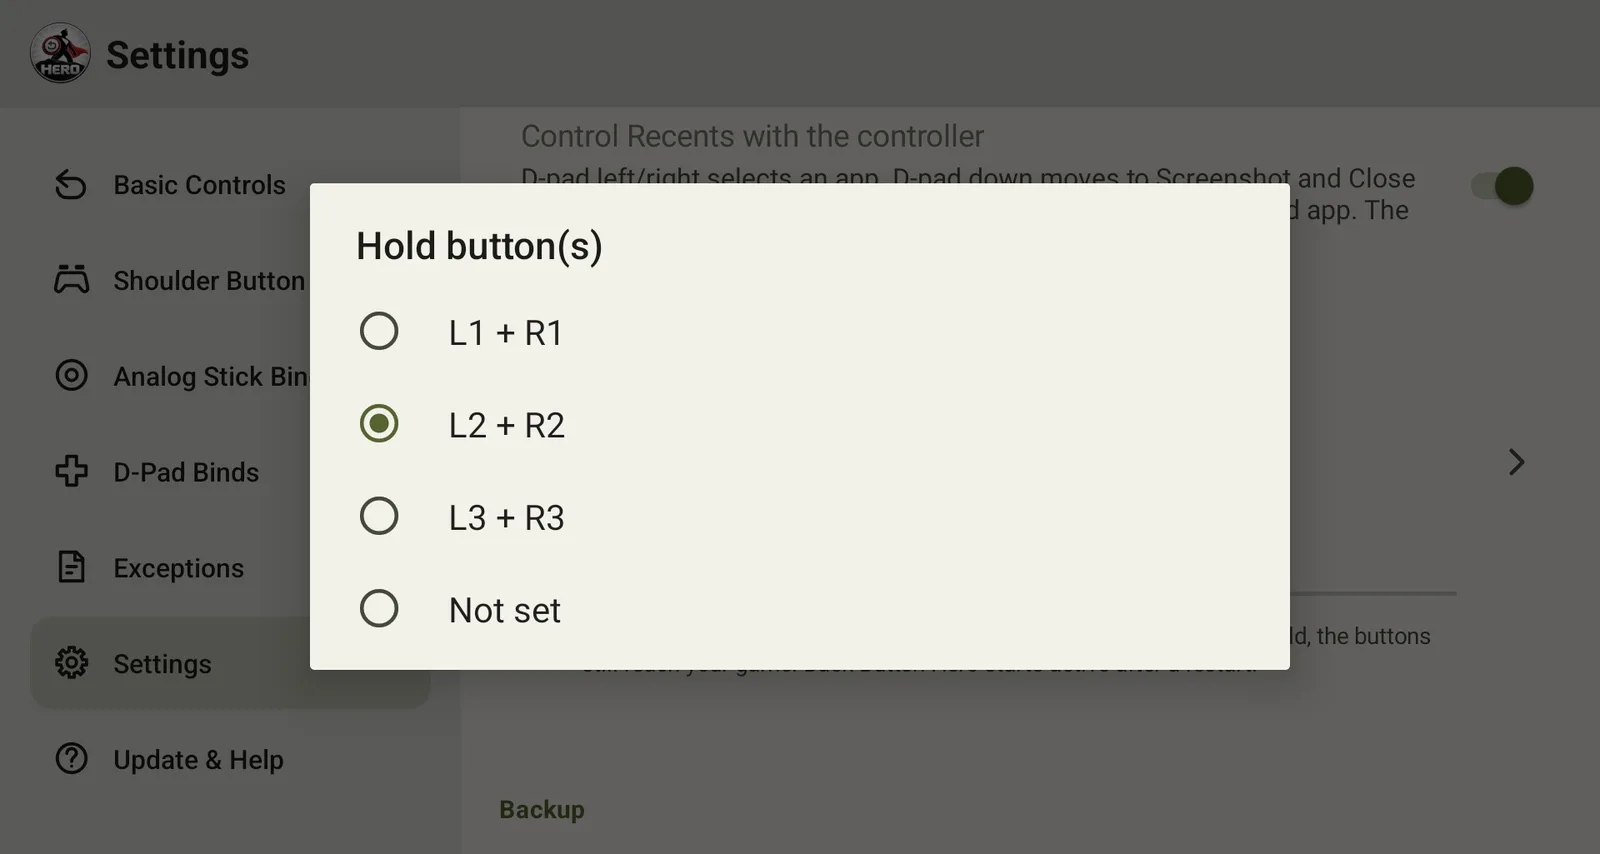 HERO
Settings
Basic Controls
Shoulder Button
Analog Stick Bin
D-Pad Binds
Exceptions
Settings
Update & Help
Control Recents with the controller
D-pad left/right selects an app. D-pad down moves to Screenshot and Close
app. The
Hold button(s)
L1 + R1
L2 + R2
L3 + R3
Not set
the buttons
Backup